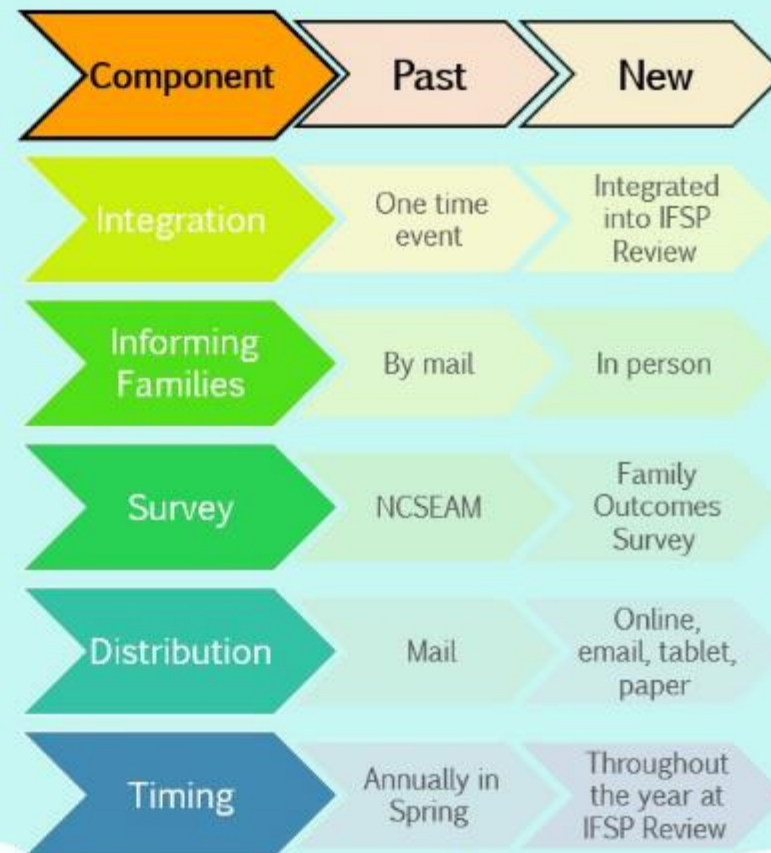 Component Past New
Integration One time
event Integrated
into IFSP
Review
Informing
Families By mail In person
Survey NCSEAM Family
Outcomes
Survey
Distribution Mail Online,
email, tablet,
paper
Timing Annually in
Spring Throughout
the year at
IFSP Review